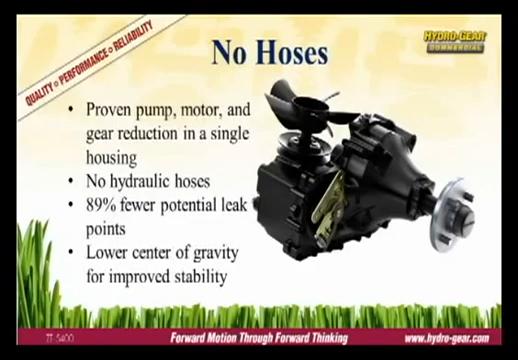 QUALITY • PERFORMANCE • RELIABILITY
HYDRO-GEAR
COMMERCIAL
No Hoses
• Proven pump, motor, and
gear reduction in a single
housing
• No hydraulic hoses
• 89% fewer potential leak
points
• Lower center of gravity
for improved stability
ZT-5400
Forward Motion Through Forward Thinking
www.hydro-gear.com